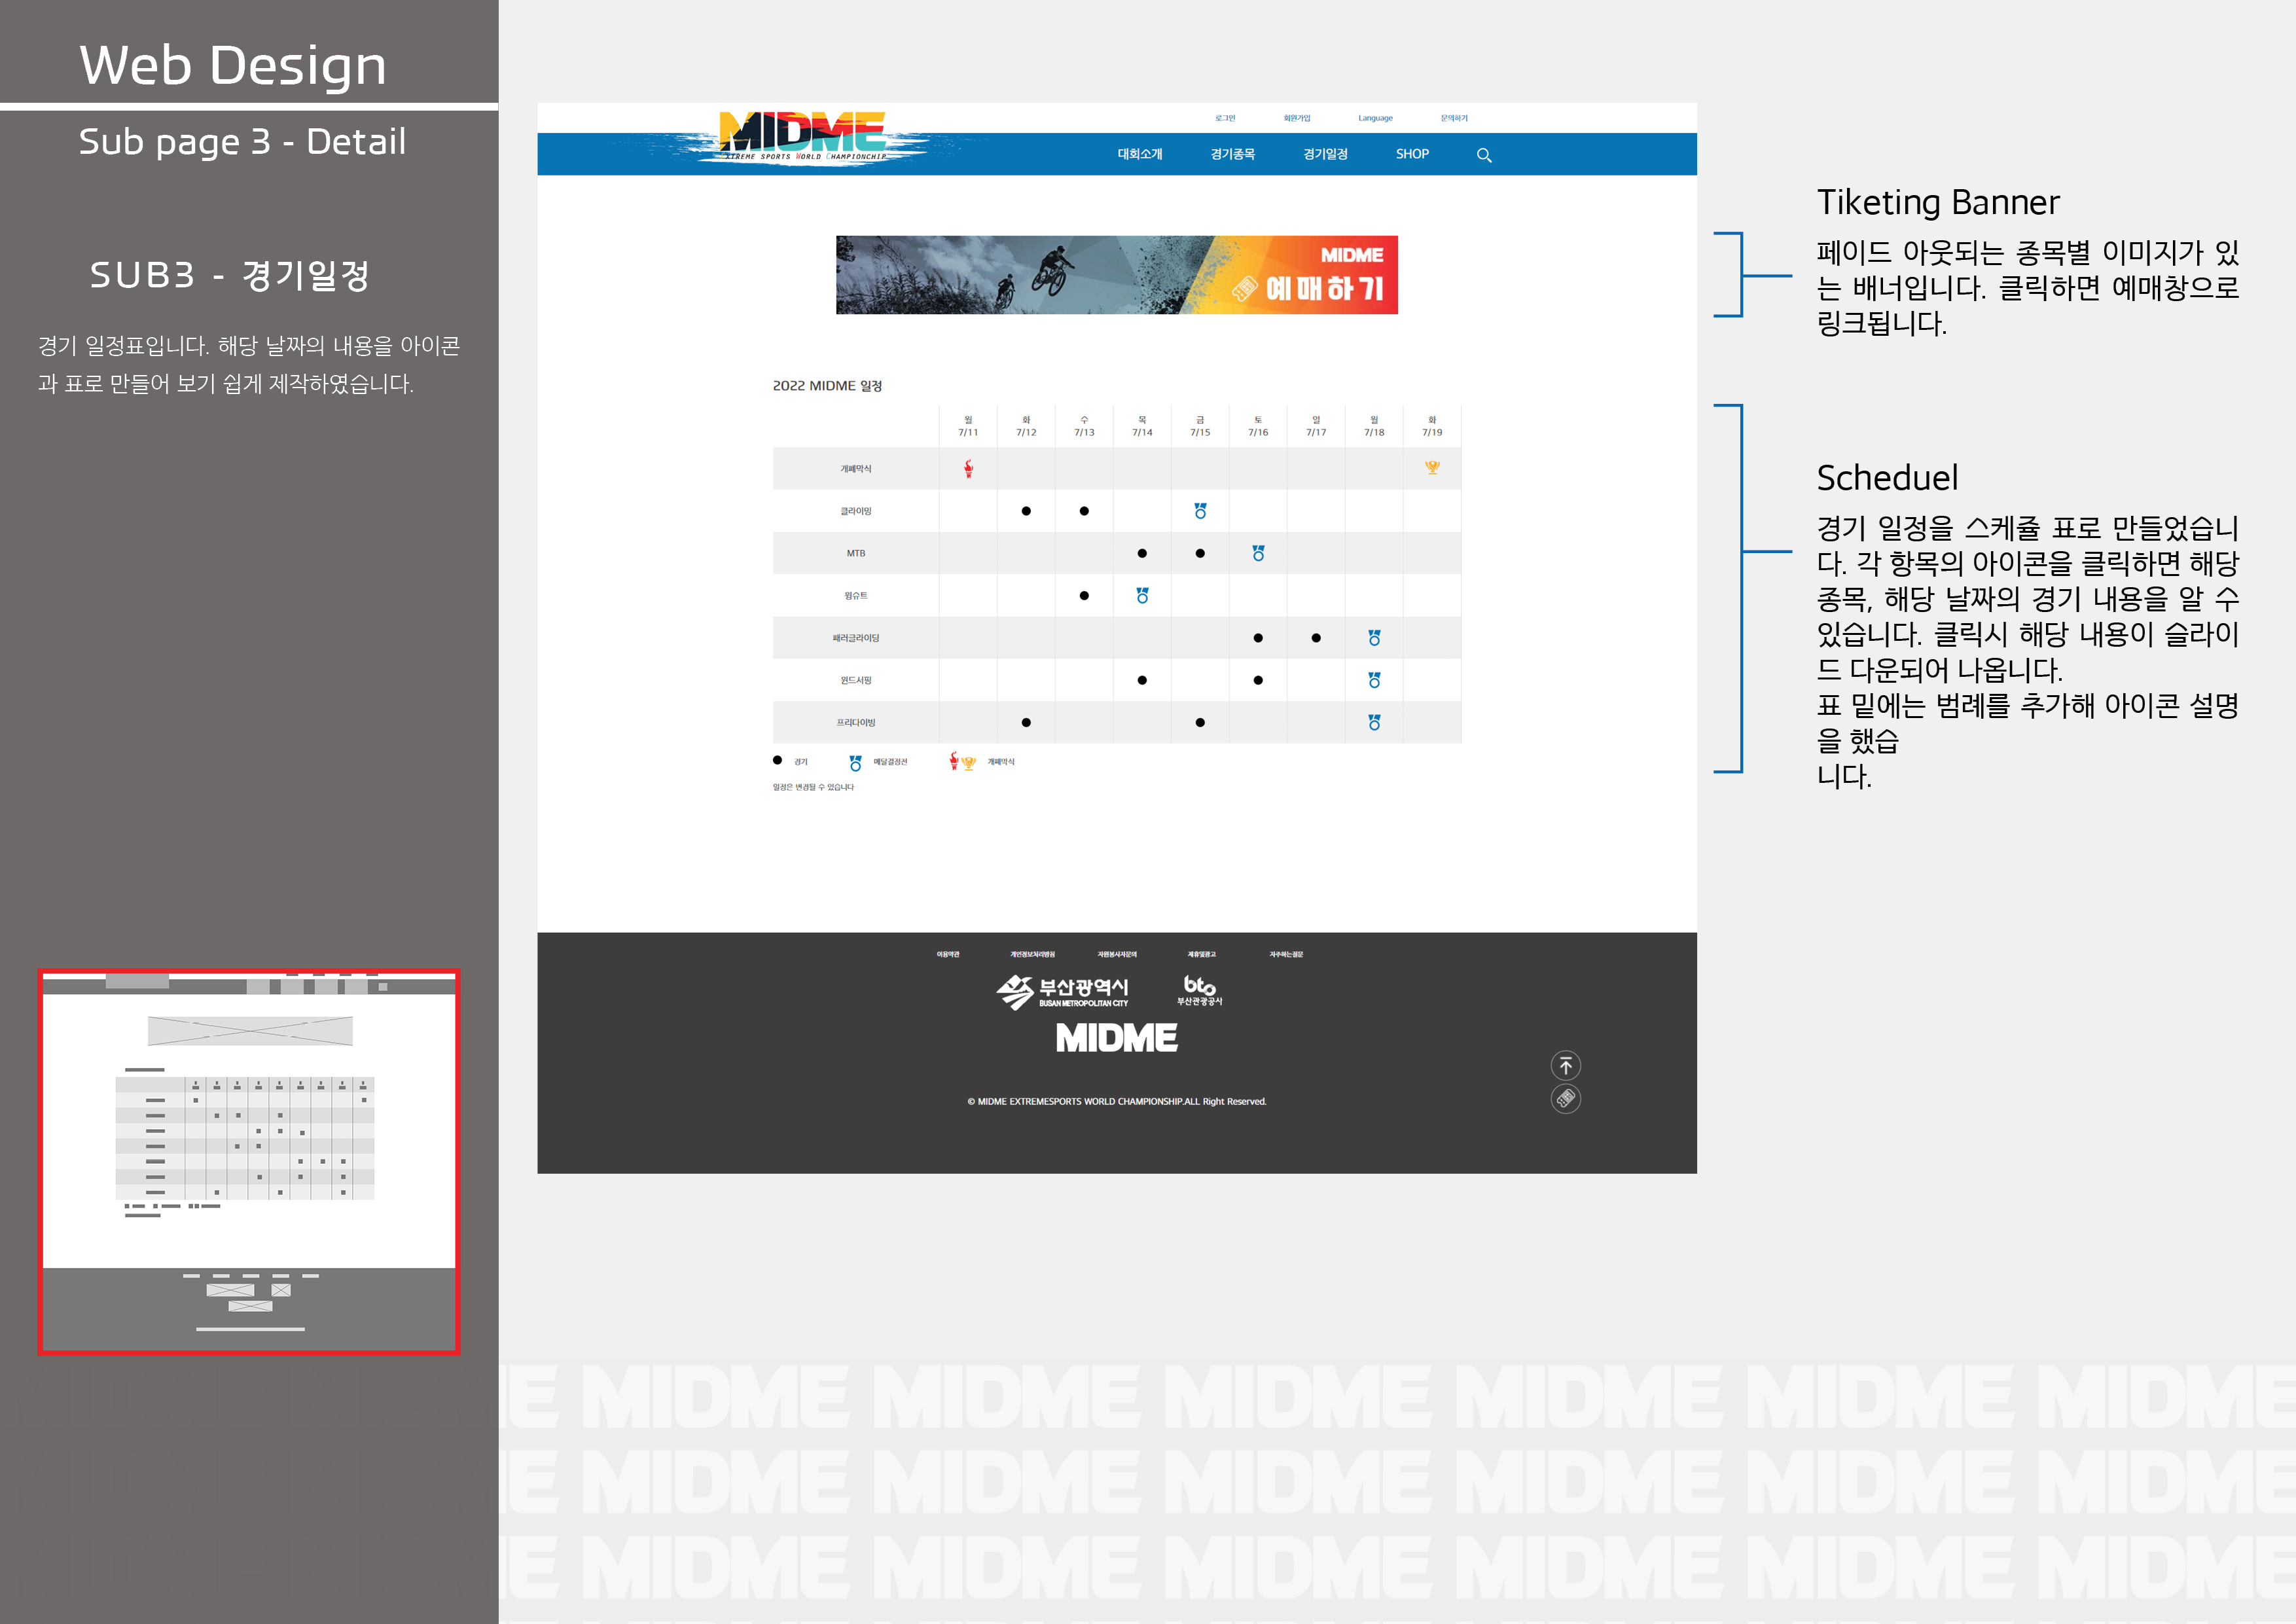 Web Design
Sub page 3 - Detail
SUB3 - 경기일정
경기 일정표입니다. 해당 날짜의 내용을 아이콘
과 표로 만들어 보기 쉽게 제작하였습니다.
MIDME
XTREME SPORTS WORLD CHAMPIONCHIP
로그인 회원가입 Language 문의하기
대회소개 경기종목 경기일정 SHOP
MIDME
예매하기
2022 MIDME 일정
월 화 수 목 금 토 일 월 화
7/11 7/12 7/13 7/14 7/15 7/16 7/17 7/18 7/19
개폐막식
클라이밍
MTB
윙슈트
패러글라이딩
윈드서핑
프리다이빙
경기 메달결정전 개폐막식
일정은 변경될 수 있습니다
이용약관 개인정보처리방침 자원봉사자문의 제휴및광고 자주하는질문
부산광역시
BUSAN METROPOLITAN CITY
bto
부산관광공사
MIDME
© MIDME EXTREMESPORTS WORLD CHAMPIONSHIP.ALL Right Reserved.
Tiketing Banner
페이드 아웃되는 종목별 이미지가 있
는 배너입니다. 클릭하면 예매창으로
링크됩니다.
Scheduel
경기 일정을 스케쥴 표로 만들었습니
다. 각 항목의 아이콘을 클릭하면 해당
종목, 해당 날짜의 경기 내용을 알 수
있습니다. 클릭시 해당 내용이 슬라이
드 다운되어 나옵니다.
표 밑에는 범례를 추가해 아이콘 설명
을 했습
니다.
E MIDME MIDME MIDME MIDME MIDME MIDME
E MIDME MIDME MIDME MIDME MIDME MIDME
E MIDME MIDME MIDME MIDME MIDME MIDME